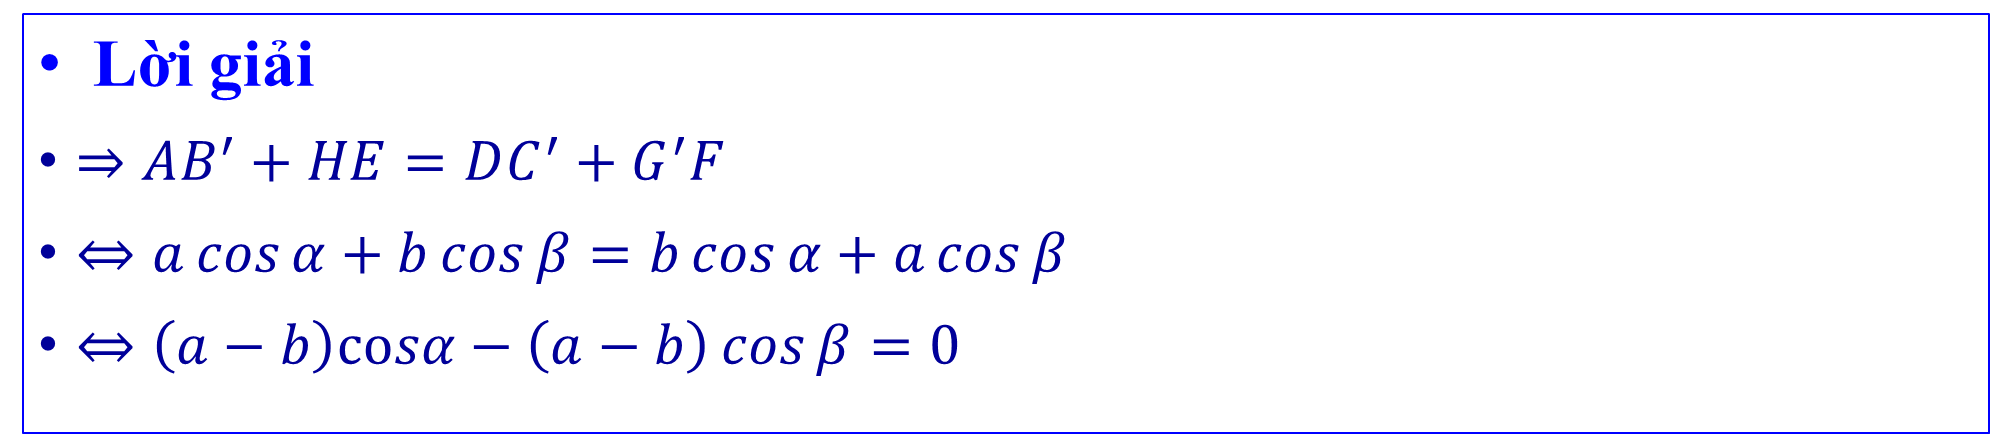 • Lời giải
• ⇒ AB′ + HE = DC′ + G′F
• ⇔ a cos α + b cos β = b cos α + a cos β
• ⇔ (a − b)cosα − (a − b) cos β = 0